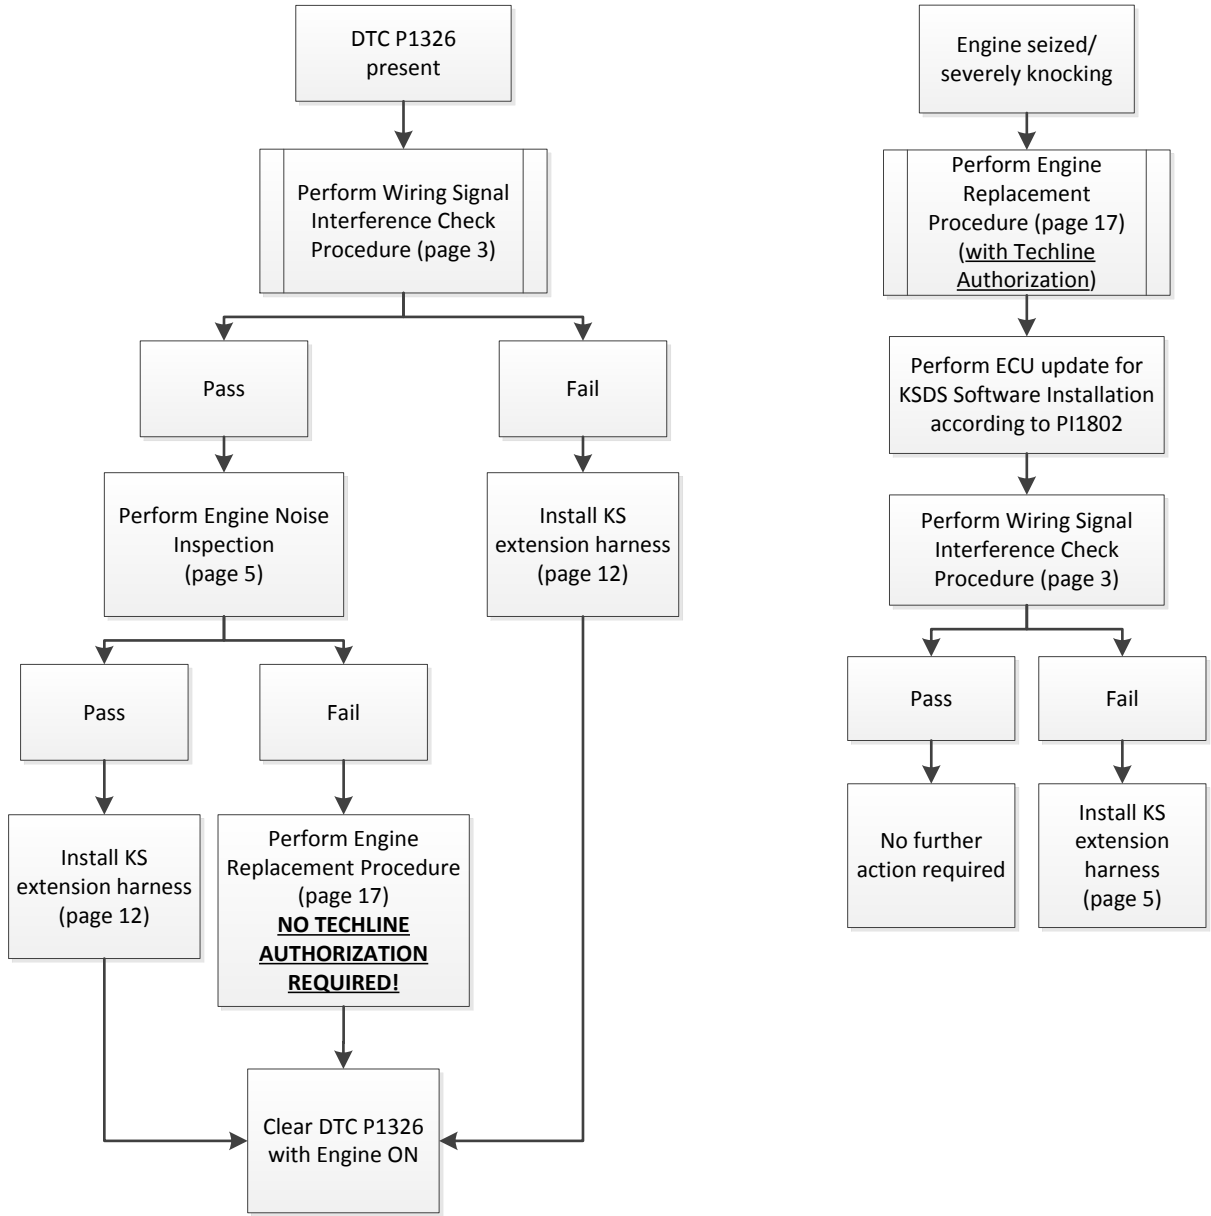 DTC P1326
present
Perform Wiring Signal
Interference Check
Procedure (page 3)
Pass
Fail
Perform Engine Noise
Inspection
(page 5)
Install KS
extension harness
(page 12)
Pass
Fail
Install KS
extension harness
(page 12)
Perform Engine
Replacement Procedure
(page 17)
NO TECHLINE
AUTHORIZATION
REQUIRED!
Clear DTC P1326
with Engine ON
Engine seized/
severely knocking
Perform Engine
Replacement
Procedure (page 17)
(with Techline
Authorization)
Perform ECU update for
KSDS Software Installation
according to PI1802
Perform Wiring Signal
Interference Check
Procedure (page 3)
Pass
Fail
No further
action required
Install KS
extension
harness
(page 5)